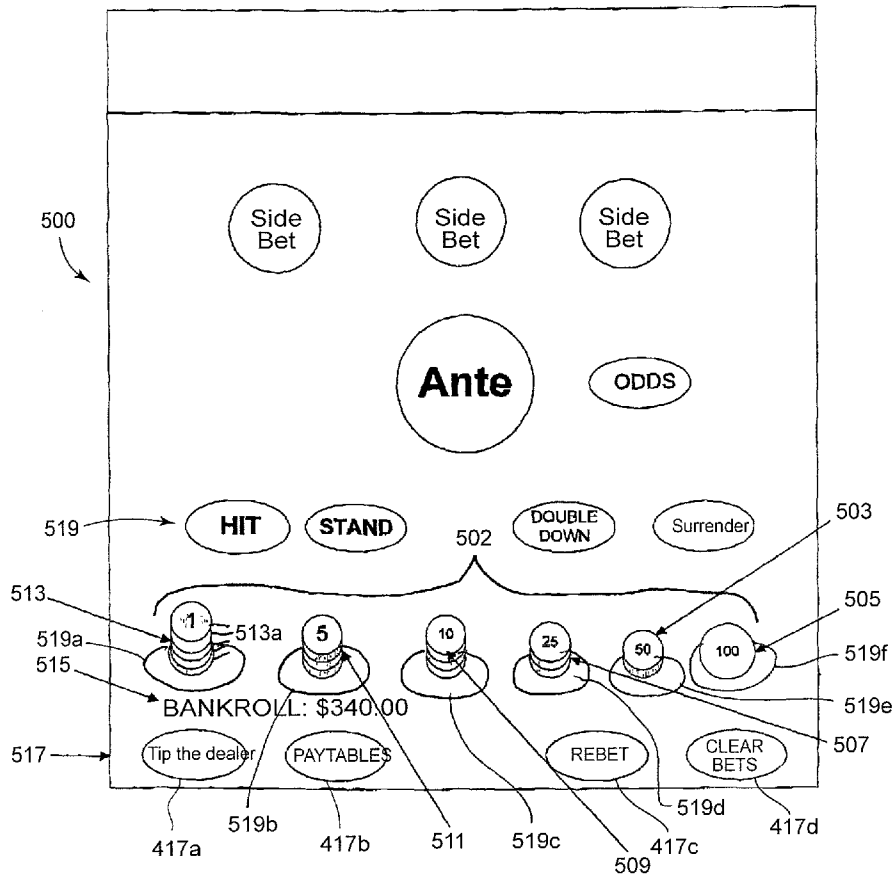 Side Bet
Side Bet
Side Bet
500
Ante
ODDS
519
HIT
STAND
DOUBLE DOWN
Surrender
503
502
513
505
1
5
10
25
50
100
513a
519a
519f
515
519e
BANKROLL: $340.00
507
517
Tip the dealer
PAYTABLES
REBET
CLEAR BETS
519d
417a
519b
417b
511
519c
509
417c
417d